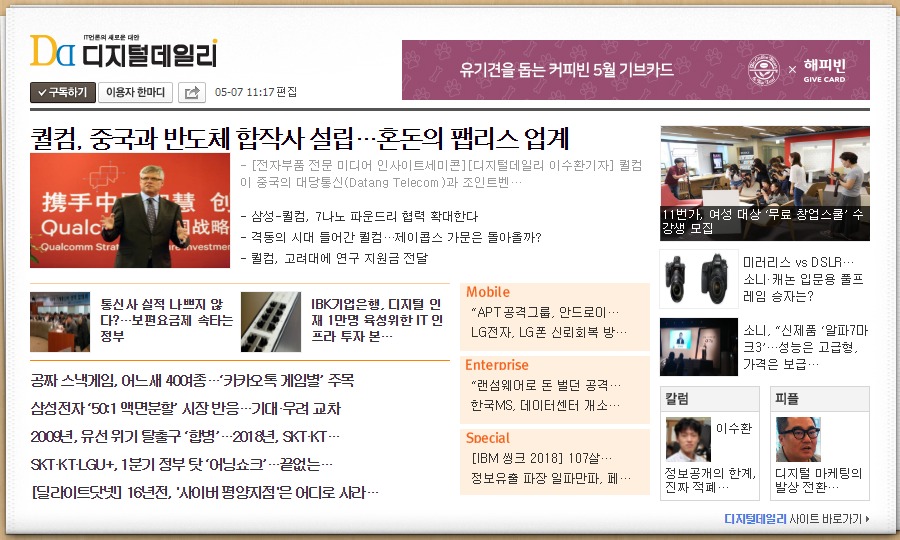 IT언론의 새로운 대안
디지털데일리
구독하기 이용자 한마디 05-07 11:17 편집
유기견을 돕는 커피빈 5월 기브카드
× 해피빈
GIVE CARD
퀄컴, 중국과 반도체 합작사 설립…혼돈의 팹리스 업계
- [전자부품 전문 미디어 인사이트세미콘][디지털데일리 이수환기자] 퀄컴
이 중국의 대당통신(Datang Telecom)과 조인트벤…
- 삼성-퀄컴, 7나노 파운드리 협력 확대한다
- 격동의 시대 들어간 퀄컴…제이콥스 가문은 돌아올까?
- 퀄컴, 고려대에 연구 지원금 전달
携手中 智慧 创
Qualc 国战略
Qualcomm Strat re Investment
11번가, 여성 대상 '무료 창업스쿨' 수
강생 모집
미러리스 vs DSLR…
소니·캐논 입문용 풀프
레임 승자는?
소니, “신제품 ‘알파7마
크3’…성능은 고급형,
가격은 보급…
통신사 실적 나쁘지 않
다?…보편요금제 속타는
정부
IBK기업은행, 디지털 인
재 1만명 육성위한 IT 인
프라 투자 본…
공짜 스낵게임, 어느새 400여종…‘카카오톡 게임별’ 주목
삼성전자 ‘50:1 액면분할’ 시장 반응…기대·우려 교차
2009년, 유선 위기 탈출구 ‘합병’…2018년, SKT·KT…
SKT·KT·LGU+, 1분기 정부 탓 ‘어닝쇼크’…끝없는…
[딜라이트닷넷] 16년전, '사이버 평양지점'은 어디로 사라…
Mobile
“APT 공격그룹, 안드로이…
LG전자, LG폰 신뢰회복 방…
Enterprise
“랜섬웨어로 돈 벌던 공격…
한국MS, 데이터센터 개소…
Special
[IBM 씽크 2018] 107살…
정보유출 파장 일파만파, 페…
칼럼
이수환
정보공개의 한계,
진짜 적폐…
피플
디지털 마케팅의
발상 전환…
디지털데일리 사이트 바로가기